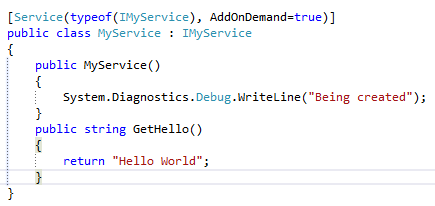 [Service(typeof(IMyService), AddOnDemand=true)]
public class MyService : IMyService
{
    public MyService()
    {
        System.Diagnostics.Debug.WriteLine("Being created");
    }
    public string GetHello()
    {
        return "Hello World";
    }
}